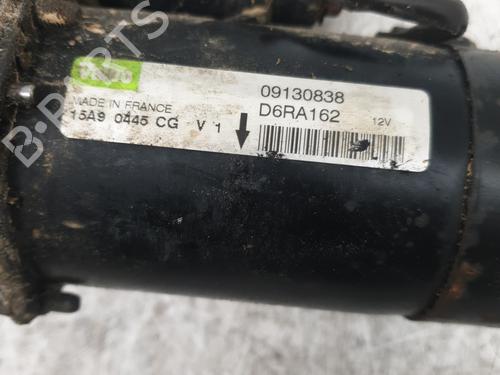 B-PARTS
09130838
MADE IN FRANCE
D6RA162 12V
15A9 0445 CG V 1